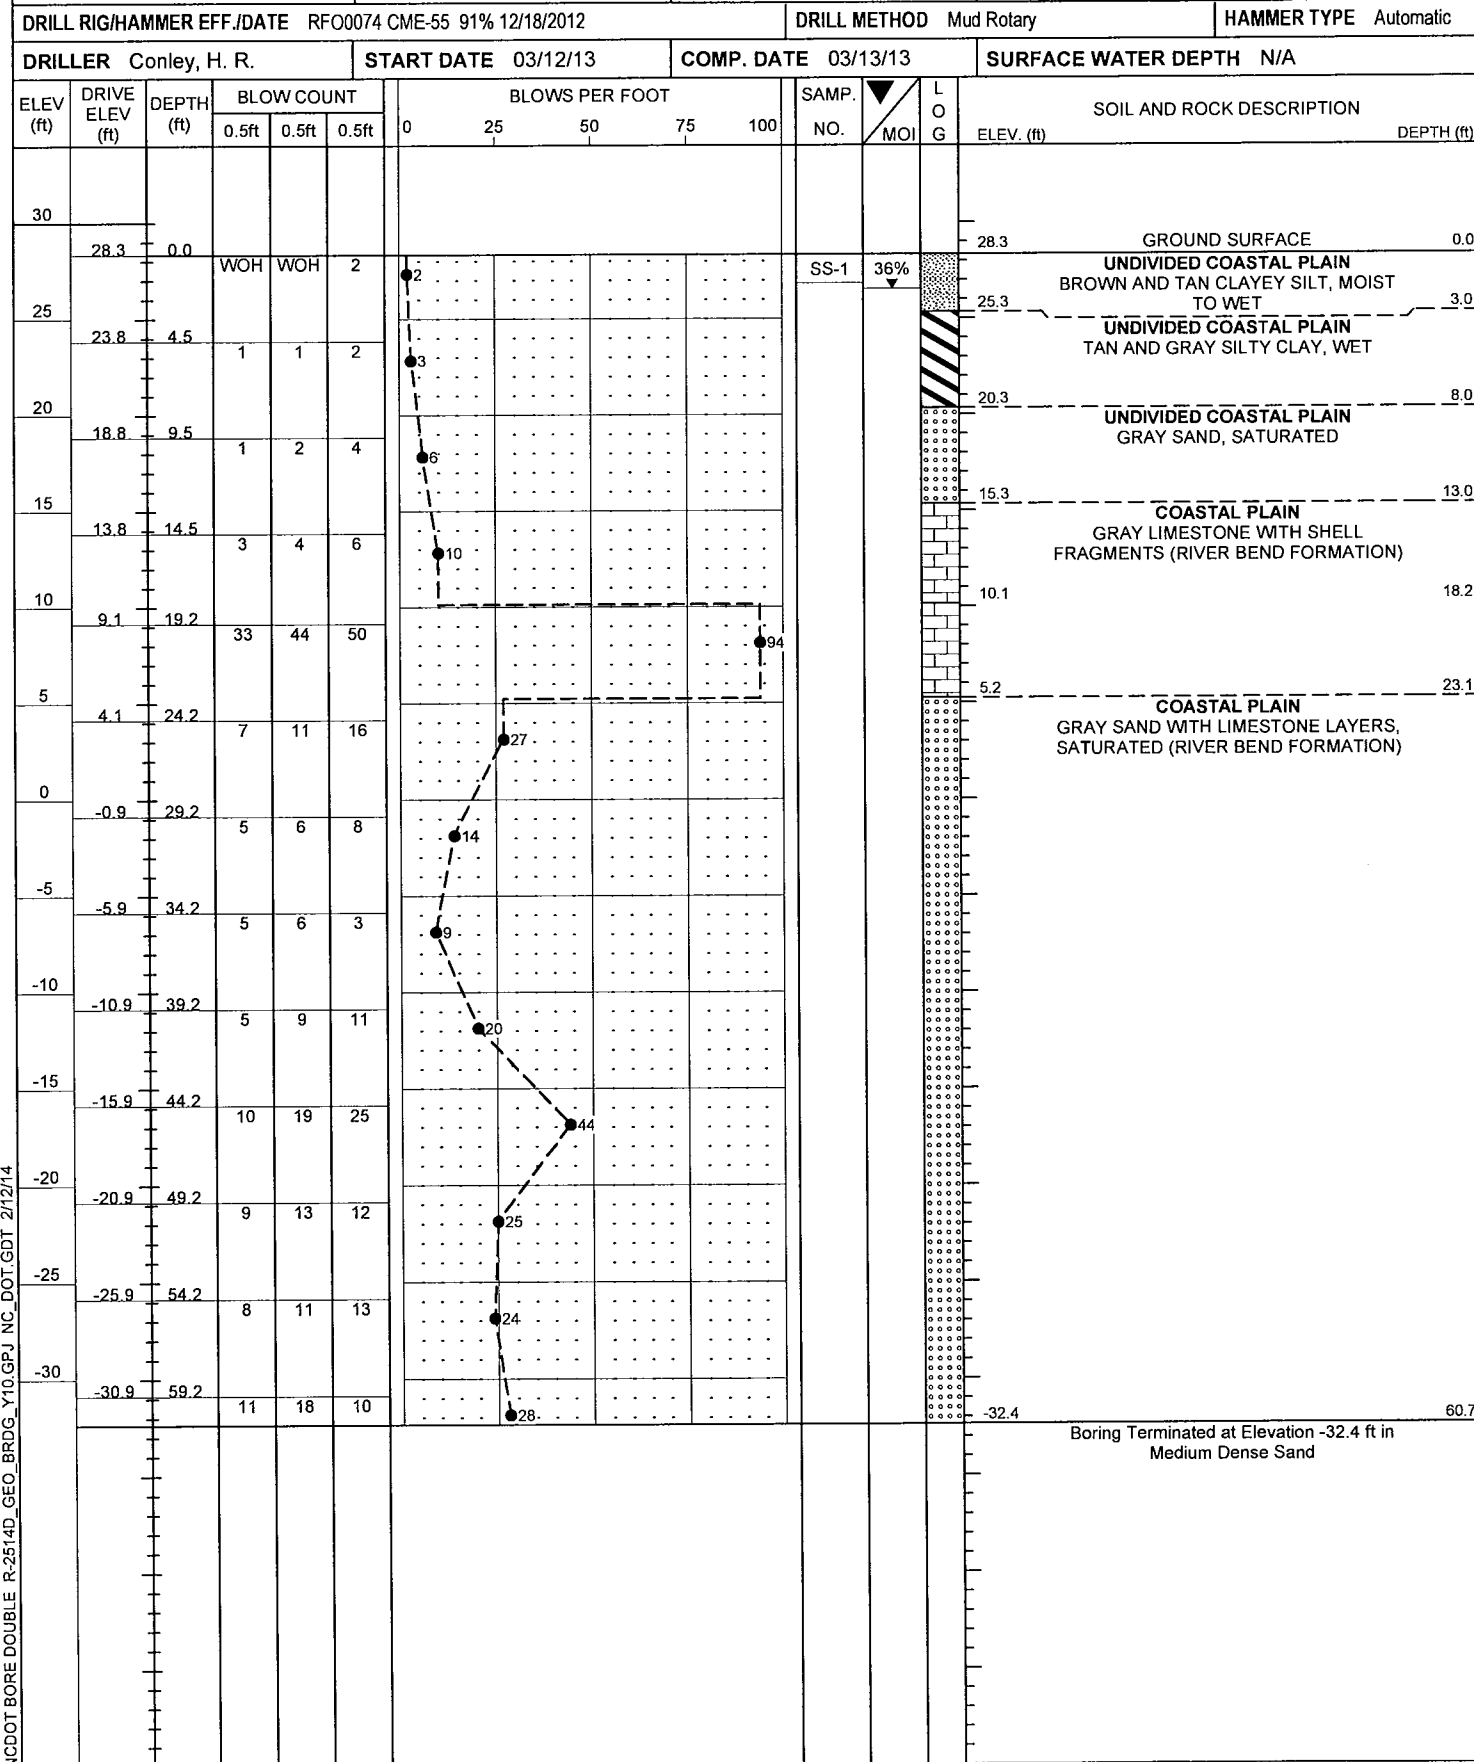 DRILL RIG/HAMMER EFF./DATE RFO0074 CME-55 91% 12/18/2012 DRILL METHOD Mud Rotary HAMMER TYPE Automatic
DRILLER Conley, H. R. START DATE 03/12/13 COMP. DATE 03/13/13 SURFACE WATER DEPTH N/A
ELEV (ft) DRIVE ELEV (ft) DEPTH (ft) BLOW COUNT BLOWS PER FOOT SAMP. NO. MOI LOG SOIL AND ROCK DESCRIPTION
0.5ft 0.5ft 0.5ft 0 25 50 75 100 ELEV. (ft) DEPTH (ft)
30
28.3 0.0 28.3 GROUND SURFACE 0.0
WOH WOH 2 2 SS-1 36% UNDIVIDED COASTAL PLAIN
BROWN AND TAN CLAYEY SILT, MOIST
25 25.3 TO WET 3.0
23.8 4.5 UNDIVIDED COASTAL PLAIN
1 1 2 3 TAN AND GRAY SILTY CLAY, WET
20 20.3 8.0
UNDIVIDED COASTAL PLAIN
18.8 9.5 GRAY SAND, SATURATED
1 2 4 6
15 15.3 13.0
COASTAL PLAIN
13.8 14.5 GRAY LIMESTONE WITH SHELL
3 4 6 10 FRAGMENTS (RIVER BEND FORMATION)
10 10.1 18.2
9.1 19.2
33 44 50 94
5 5.2 23.1
COASTAL PLAIN
4.1 24.2 GRAY SAND WITH LIMESTONE LAYERS,
7 11 16 27 SATURATED (RIVER BEND FORMATION)
0
-0.9 29.2
5 6 8 14
-5
-5.9 34.2
5 6 3 9
-10
-10.9 39.2
5 9 11 20
-15
-15.9 44.2
10 19 25 44
-20
-20.9 49.2
9 13 12 25
-25
-25.9 54.2
8 11 13 24
-30
-30.9 59.2
11 18 10 28 -32.4 60.7
Boring Terminated at Elevation -32.4 ft in
Medium Dense Sand
NCDOT BORE DOUBLE R-2514D_GEO_BRDG_Y10.GPJ NC_DOT.GDT 2/12/14